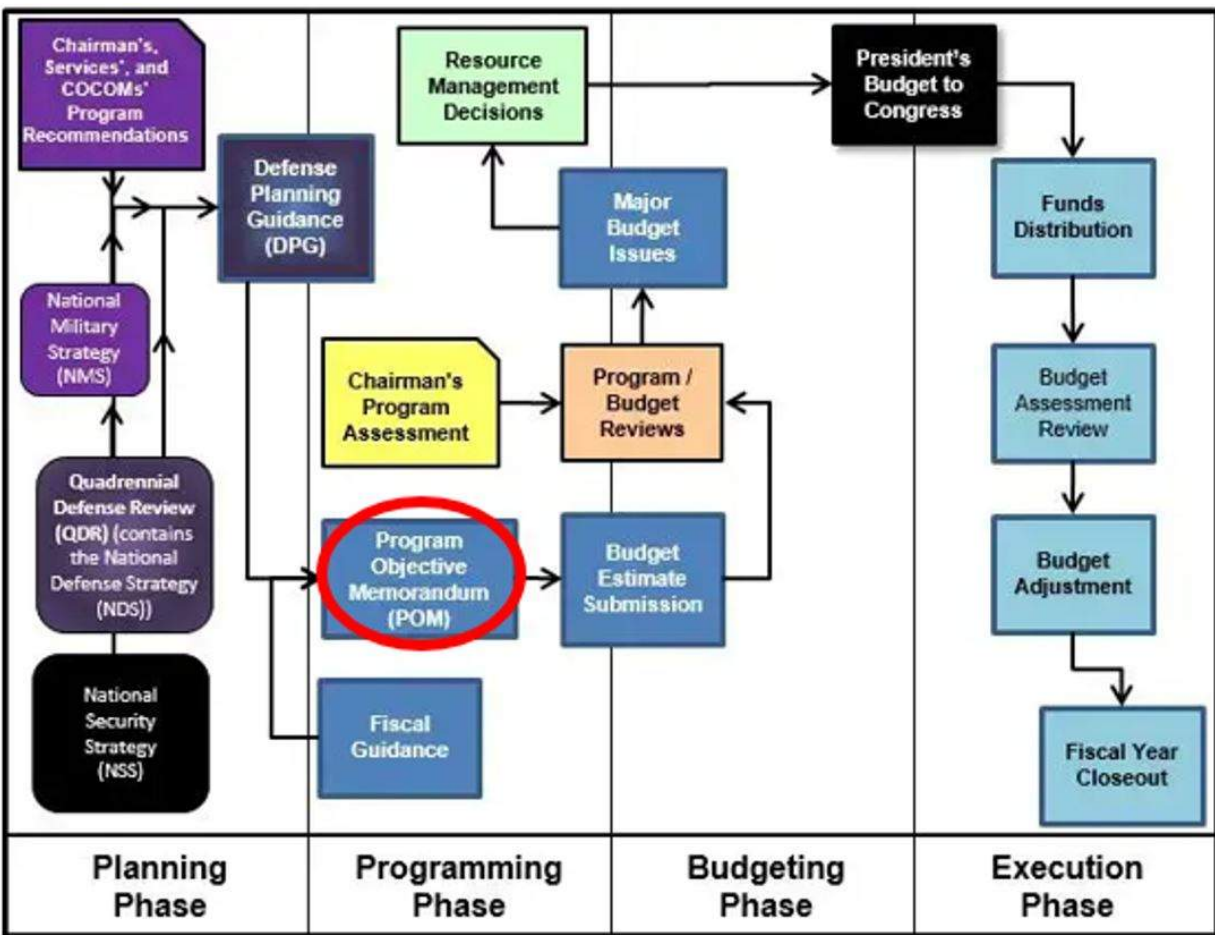 Chairman's,
Services', and
COCOMs'
Program
Recommendations
Defense
Planning
Guidance
(DPG)
National
Military
Strategy
(NMS)
Quadrennial
Defense Review
(QDR) (contains
the National
Defense Strategy
(NDS))
National
Security
Strategy
(NSS)
Resource
Management
Decisions
Major
Budget
Issues
Chairman's
Program
Assessment
Program /
Budget
Reviews
Program
Objective
Memorandum
(POM)
Budget
Estimate
Submission
Fiscal
Guidance
President's
Budget to
Congress
Funds
Distribution
Budget
Assessment
Review
Budget
Adjustment
Fiscal Year
Closeout
Planning
Phase
Programming
Phase
Budgeting
Phase
Execution
Phase